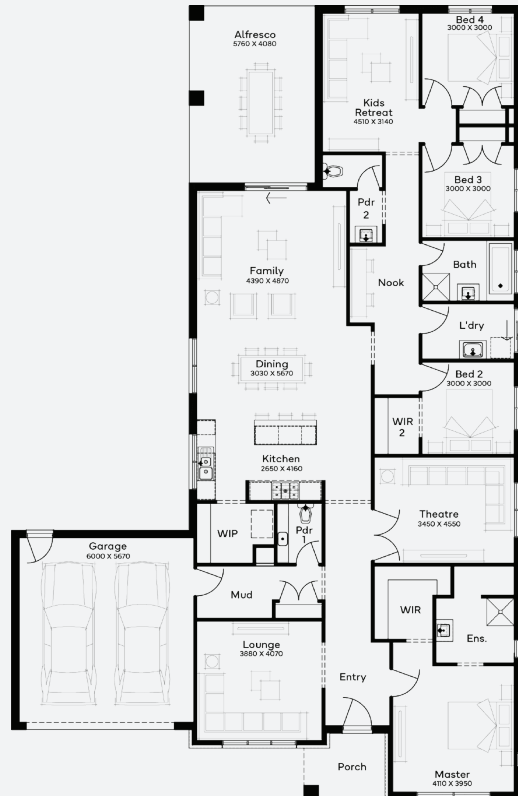 Alfresco
5760 X 4080
Kids
Retreat
4510 X 3140
Bed 4
3000 X 3000
Bed 3
3000 X 3000
Pdr
2
Family
4390 X 4870
Nook
Bath
L'dry
Dining
3030 X 5670
Bed 2
3000 X 3000
WIR
2
Kitchen
2650 X 4160
Theatre
3450 X 4550
WIP
Pdr
1
Garage
6000 X 5670
Mud
WIR
Ens.
Lounge
3880 X 4070
Entry
Porch
Master
4110 X 3950